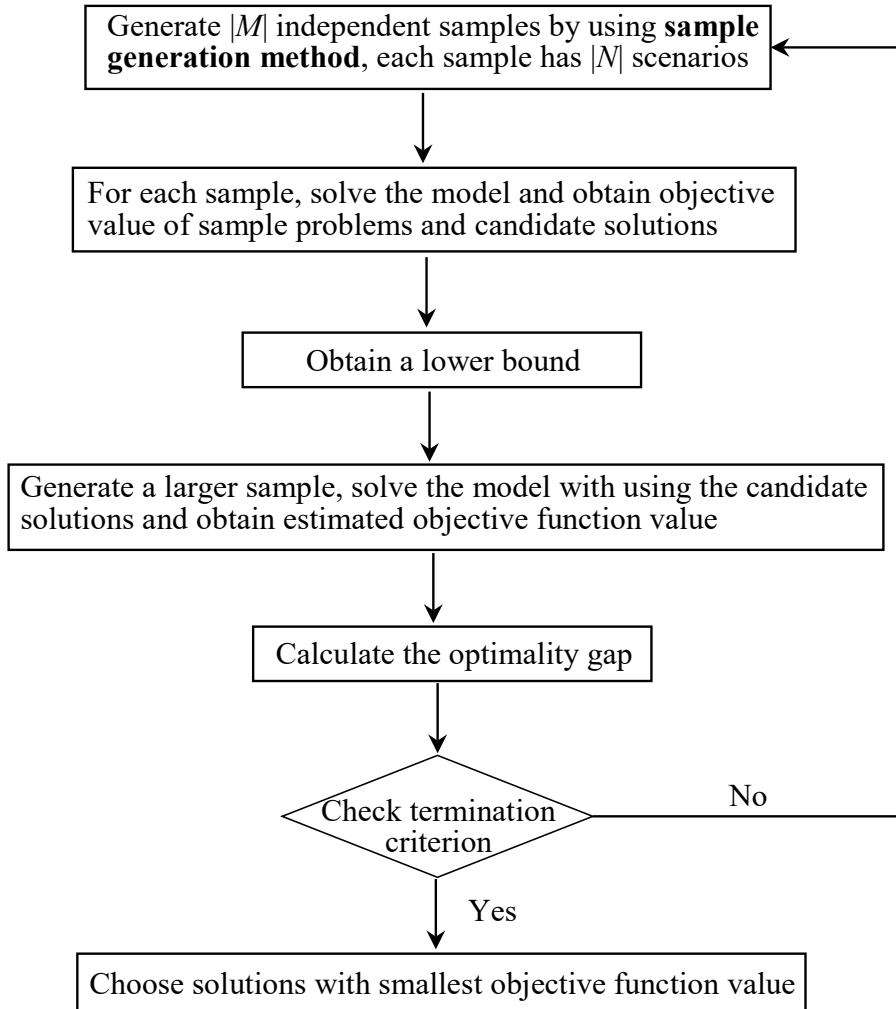 Generate |M| independent samples by using sample
generation method, each sample has |N| scenarios
For each sample, solve the model and obtain objective
value of sample problems and candidate solutions
Obtain a lower bound
Generate a larger sample, solve the model with using the candidate
solutions and obtain estimated objective function value
Calculate the optimality gap
Check termination
criterion
No
Yes
Choose solutions with smallest objective function value